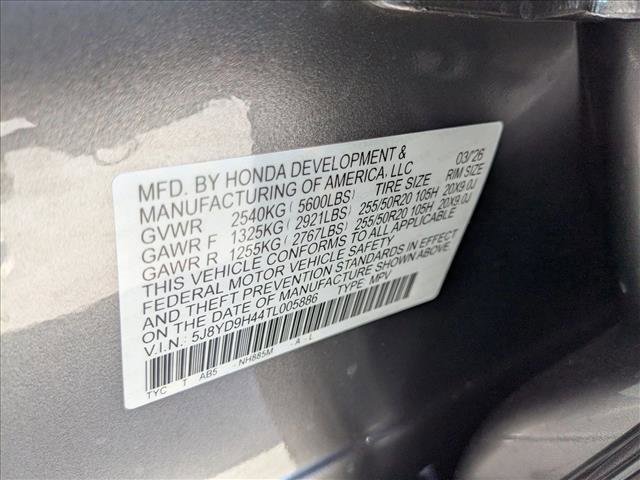 MFD. BY HONDA DEVELOPMENT & 03/26
MANUFACTURING OF AMERICA, LLC
TIRE SIZE RIM SIZE
GVWR 2540KG ( 5600LBS)
GAWR F 1325KG ( 2921LBS) 255/50R20 105H 20X9.0J
GAWR R 1255KG ( 2767LBS) 255/50R20 105H 20X9.0J
THIS VEHICLE CONFORMS TO ALL APPLICABLE
FEDERAL MOTOR VEHICLE SAFETY
AND THEFT PREVENTION STANDARDS IN EFFECT
ON THE DATE OF MANUFACTURE SHOWN ABOVE.
V.I.N.: 5J8YD9H44TL005886 TYPE: MPV
TYC T AB5 - NH885M - A - L